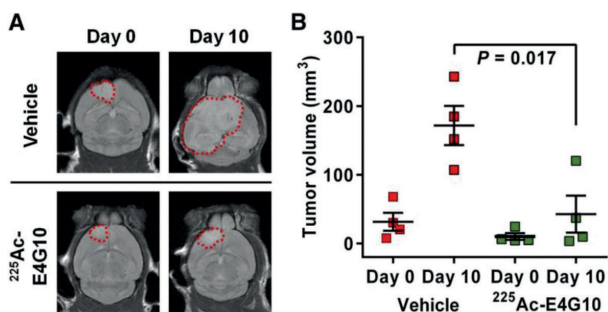 A
Day 0 Day 10
Vehicle
²²⁵Ac-
E4G10
B
Tumor volume (mm³)
300
200
100
0
P = 0.017
Day 0 Day 10 Day 0 Day 10
Vehicle ²²⁵Ac-E4G10